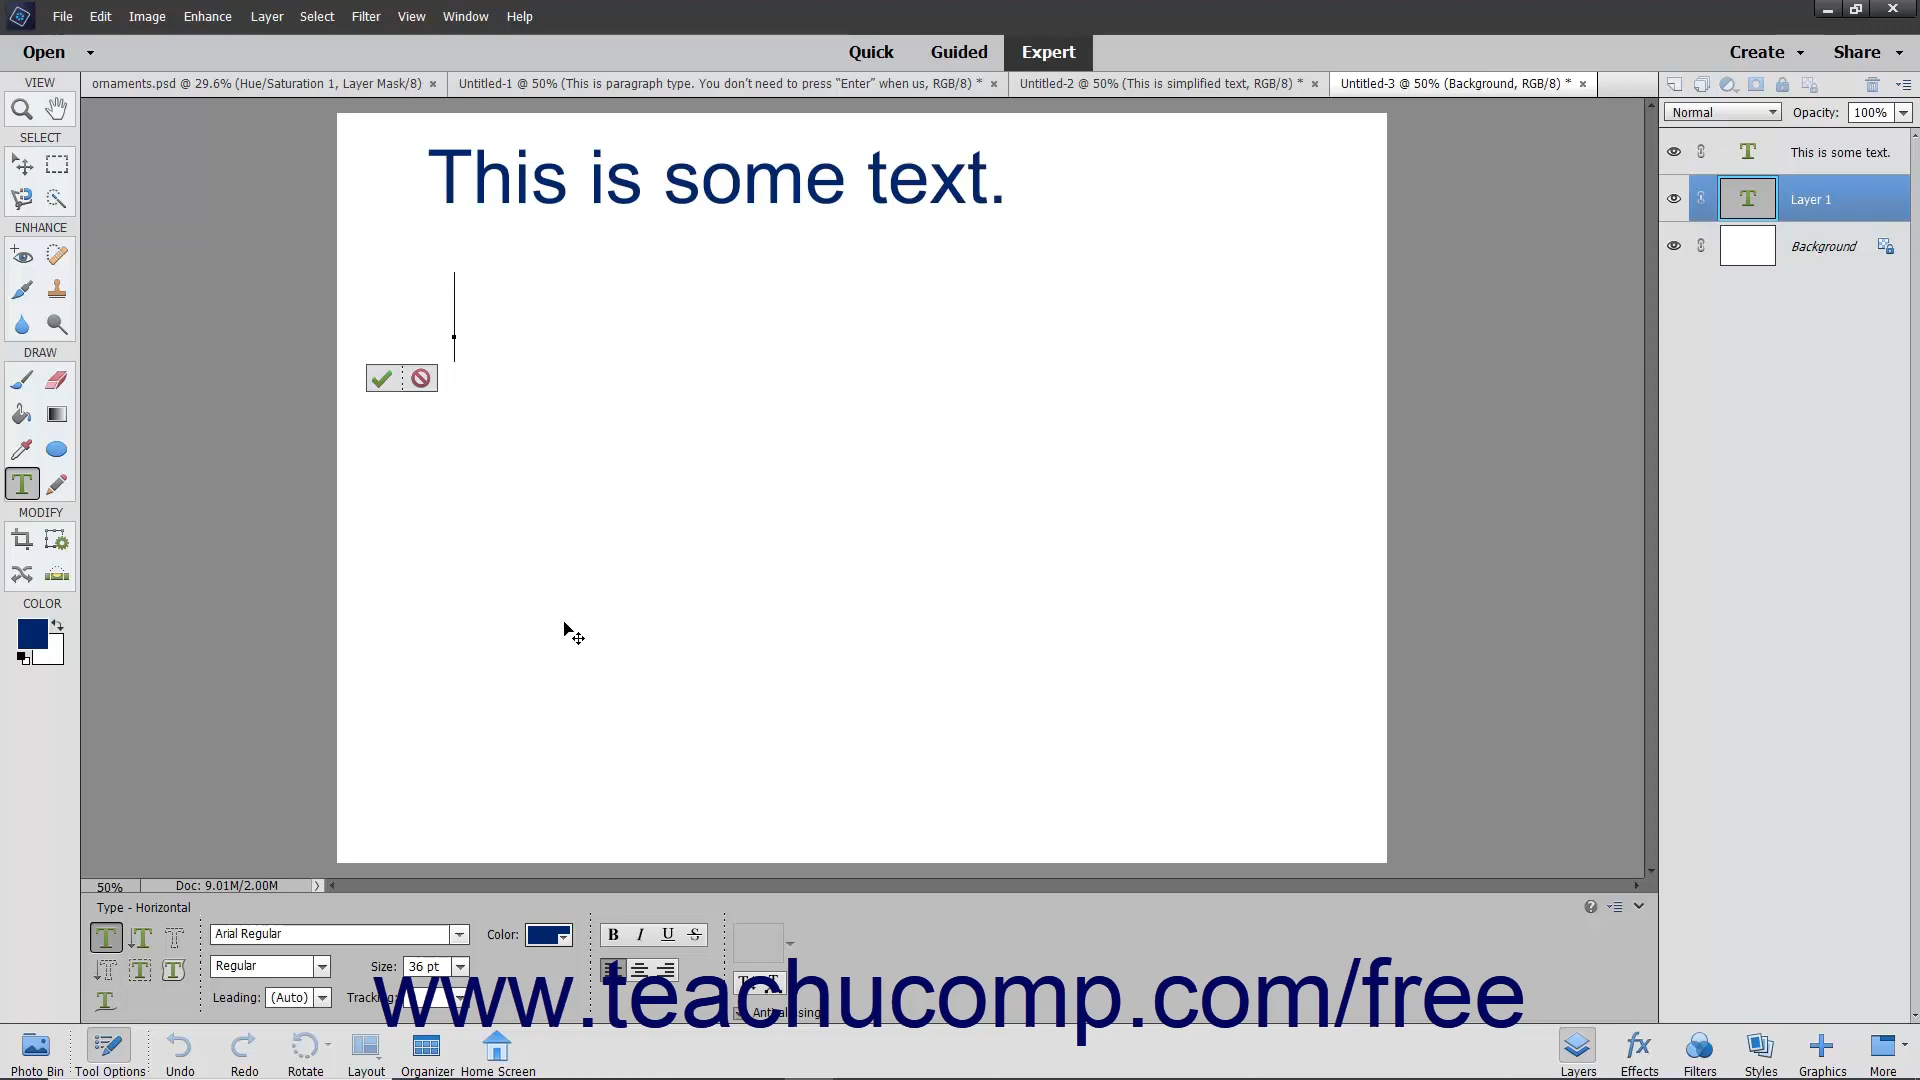 File Edit Image Enhance Layer Select Filter View Window Help
Open Quick Guided Expert Create Share
VIEW
ornaments.psd @ 29.6% (Hue/Saturation 1, Layer Mask/8) × Untitled-1 @ 50% (This is paragraph type. You don't need to press "Enter" when us, RGB/8) * × Untitled-2 @ 50% (This is simplified text, RGB/8) * × Untitled-3 @ 50% (Background, RGB/8) * ×
Normal Opacity: 100%
SELECT
This is some text.
Layer 1
Background
ENHANCE
DRAW
MODIFY
COLOR
This is some text.
50% Doc: 9.01M/2.00M
Type - Horizontal
Arial Regular Color: B I U S
Regular Size: 36 pt
Leading: (Auto) Tracking:
Anti-aliasing
www.teachucomp.com/free
Photo Bin Tool Options Undo Redo Rotate Layout Organizer Home Screen Layers Effects Filters Styles Graphics More